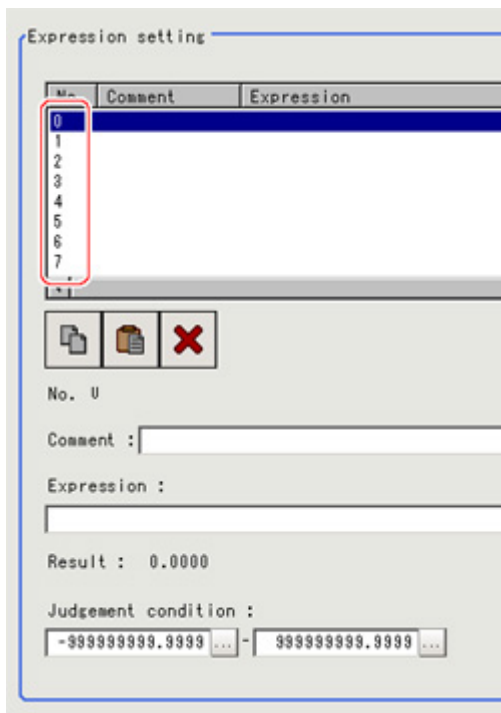 Expression setting
No. Comment Expression
0
1
2
3
4
5
6
7
No. 0
Comment :
Expression :
Result : 0.0000
Judgement condition :
-999999999.9999 ... - 999999999.9999 ...